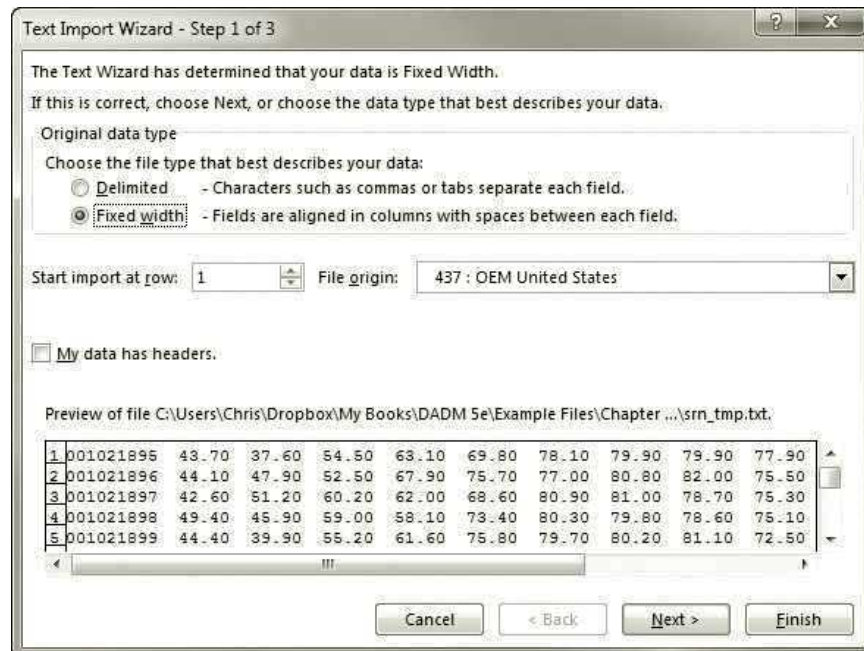 Text Import Wizard - Step 1 of 3
The Text Wizard has determined that your data is Fixed Width.
If this is correct, choose Next, or choose the data type that best describes your data.
Original data type
Choose the file type that best describes your data:
Delimited - Characters such as commas or tabs separate each field.
Fixed width - Fields are aligned in columns with spaces between each field.
Start import at row: 1 File origin: 437 : OEM United States
My data has headers.
Preview of file C:\Users\Chris\Dropbox\My Books\DADM 5e\Example Files\Chapter ...\srn_tmp.txt.
1 001021895 43.70 37.60 54.50 63.10 69.80 78.10 79.90 79.90 77.90
2 001021896 44.10 47.90 52.50 67.90 75.70 77.00 80.80 82.00 75.50
3 001021897 42.60 51.20 60.20 62.00 68.60 80.90 81.00 78.70 75.30
4 001021898 49.40 45.90 59.00 58.10 73.40 80.30 79.80 78.60 75.10
5 001021899 44.40 39.90 55.20 61.60 75.80 79.70 80.20 81.10 72.50
Cancel < Back Next > Finish